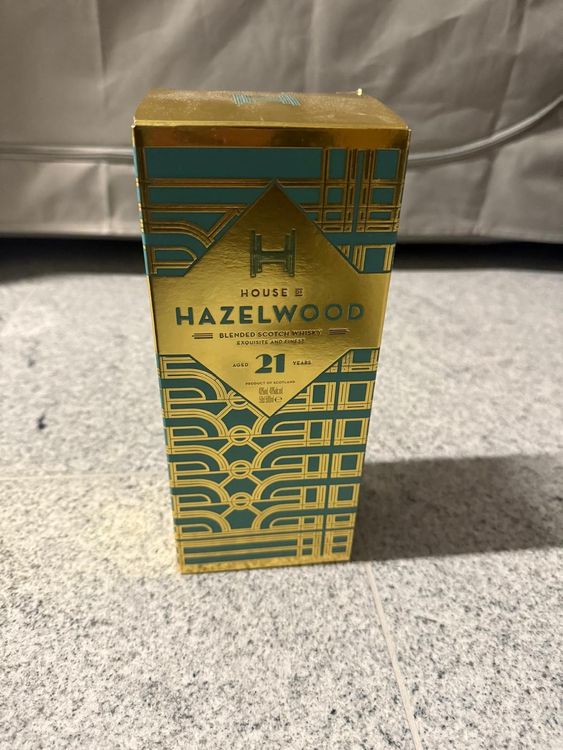 H
HOUSE OF
HAZELWOOD
BLENDED SCOTCH WHISKY
EXQUISITE AND FINEST
AGED 21 YEARS
PRODUCT OF SCOTLAND